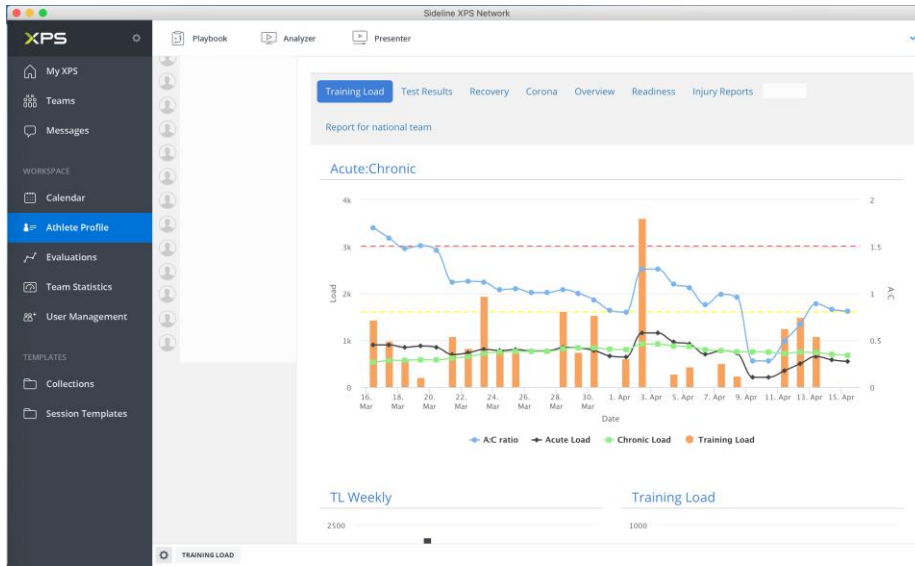 Sideline XPS Network
XPS
Playbook
Analyzer
Presenter
My XPS
Teams
Messages
WORKSPACE
Calendar
Athlete Profile
Evaluations
Team Statistics
User Management
TEMPLATES
Collections
Session Templates
Training Load
Test Results
Recovery
Corona
Overview
Readiness
Injury Reports
Report for national team
Acute:Chronic
4k
3k
2k
1k
0
Load
2
1.5
1
0.5
0
A:C
16. Mar
18. Mar
20. Mar
22. Mar
24. Mar
26. Mar
28. Mar
30. Mar
1. Apr
3. Apr
5. Apr
7. Apr
9. Apr
11. Apr
13. Apr
15. Apr
Date
A:C ratio
Acute Load
Chronic Load
Training Load
TL Weekly
2500
Training Load
1000
TRAINING LOAD